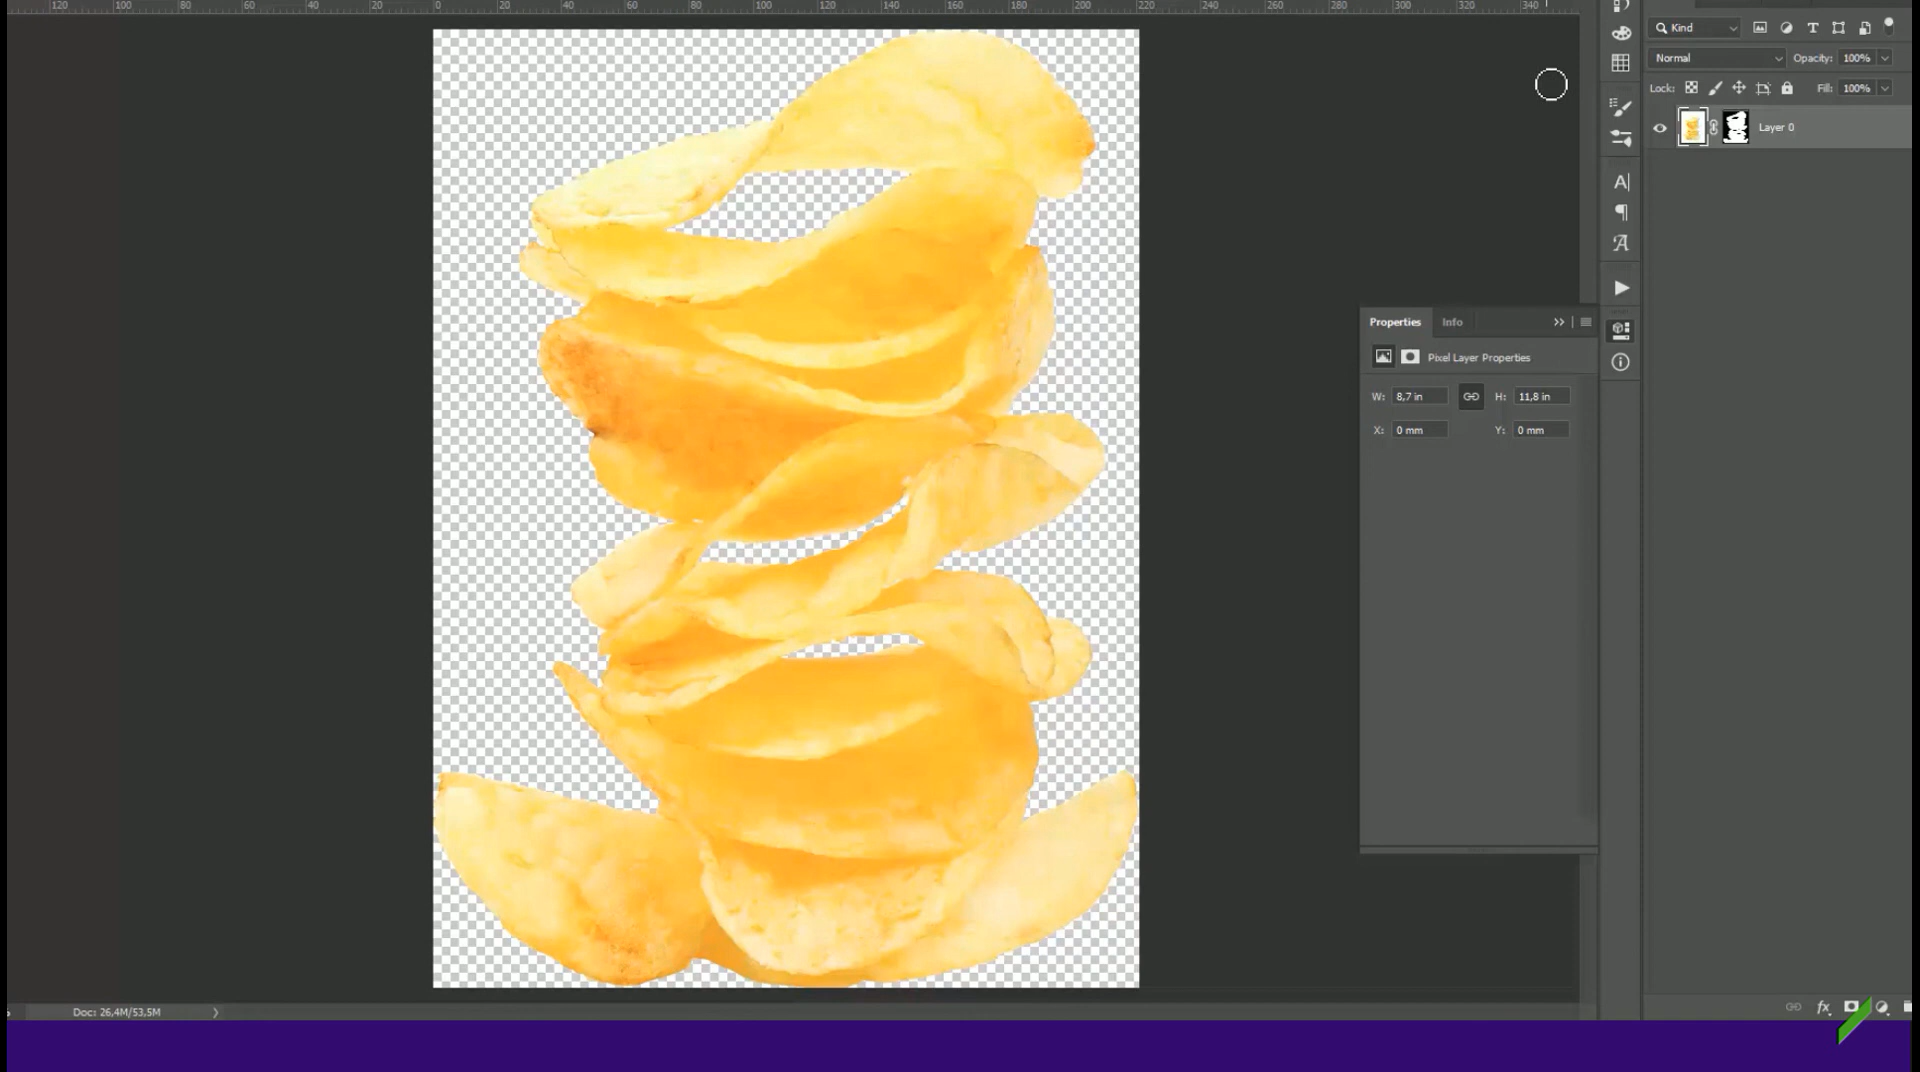 120 100 80 60 40 20 0 20 40 60 80 100 120 140 160 180 200 220 240 260 280 300 320 340
Kind
Normal Opacity: 100%
Lock: Fill: 100%
Layer 0
Properties Info
Pixel Layer Properties
W: 8,7 in H: 11,8 in
X: 0 mm Y: 0 mm
Doc: 26,4M/53,5M
fx